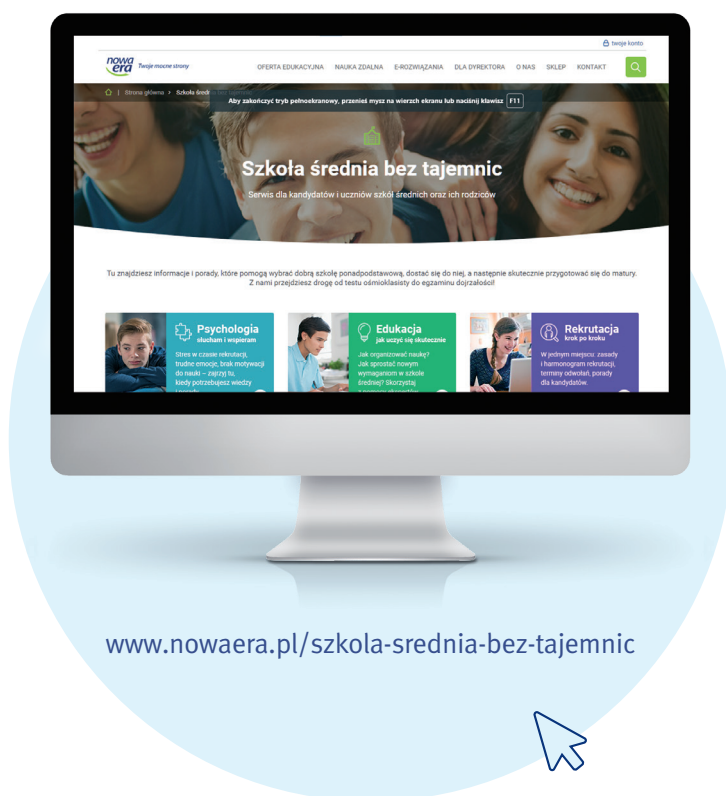 twoje konto
nowa era Twoje mocne strony
OFERTA EDUKACYJNA NAUKA ZDALNA E-ROZWIĄZANIA DLA DYREKTORA O NAS SKLEP KONTAKT
| Strona główna > Szkoła średnia bez tajemnic
Aby zakończyć tryb pełnoekranowy, przenieś mysz na wierzch ekranu lub naciśnij klawisz F11
Szkoła średnia bez tajemnic
Serwis dla kandydatów i uczniów szkół średnich oraz ich rodziców
Tu znajdziesz informacje i porady, które pomogą wybrać dobrą szkołę ponadpodstawową, dostać się do niej, a następnie skutecznie przygotować się do matury.
Z nami przejdziesz drogę od testu ósmoklasisty do egzaminu dojrzałości!
Psychologia
słucham i wspieram
Stres w czasie rekrutacji,
trudne emocje, brak motywacji
do nauki – zajrzyj tu,
kiedy potrzebujesz wiedzy
Edukacja
jak uczyć się skutecznie
Jak organizować naukę?
Jak sprostać nowym
wymaganiom w szkole
średniej? Skorzystaj
Rekrutacja
krok po kroku
W jednym miejscu: zasady
i harmonogram rekrutacji,
terminy odwołań, porady
dla kandydatów.
www.nowaera.pl/szkola-srednia-bez-tajemnic